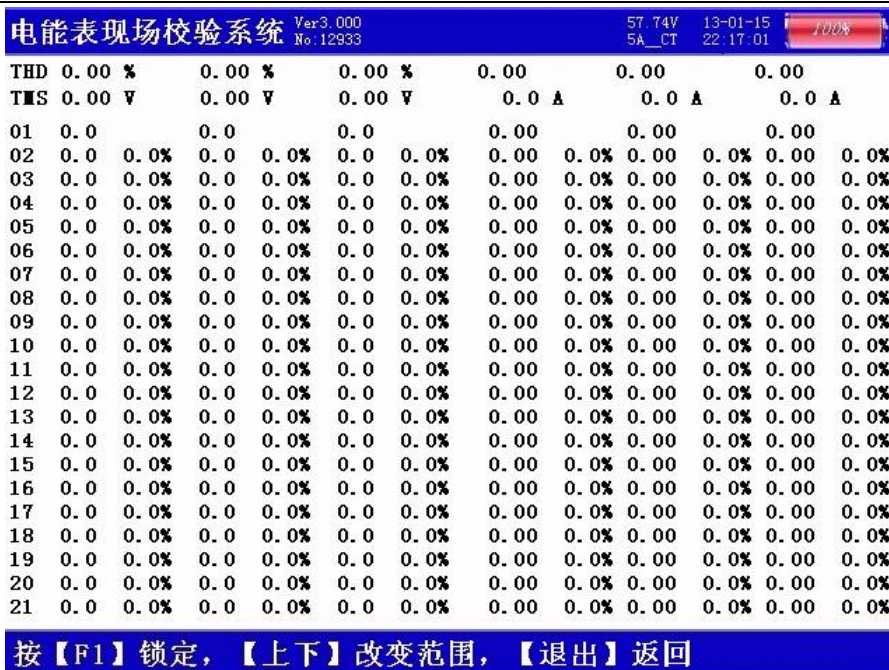 电能表现场校验系统 Ver3.000 57.74V 13-01-15 100%
No:12933 5A__CT 22:17:01
THD 0.00 % 0.00 % 0.00 % 0.00 0.00 0.00
TMS 0.00 V 0.00 V 0.00 V 0.0 A 0.0 A 0.0 A
01 0.0 0.0 0.0 0.00 0.00 0.00
02 0.0 0.0% 0.0 0.0% 0.0 0.0% 0.00 0.0% 0.00 0.0% 0.00 0.0%
03 0.0 0.0% 0.0 0.0% 0.0 0.0% 0.00 0.0% 0.00 0.0% 0.00 0.0%
04 0.0 0.0% 0.0 0.0% 0.0 0.0% 0.00 0.0% 0.00 0.0% 0.00 0.0%
05 0.0 0.0% 0.0 0.0% 0.0 0.0% 0.00 0.0% 0.00 0.0% 0.00 0.0%
06 0.0 0.0% 0.0 0.0% 0.0 0.0% 0.00 0.0% 0.00 0.0% 0.00 0.0%
07 0.0 0.0% 0.0 0.0% 0.0 0.0% 0.00 0.0% 0.00 0.0% 0.00 0.0%
08 0.0 0.0% 0.0 0.0% 0.0 0.0% 0.00 0.0% 0.00 0.0% 0.00 0.0%
09 0.0 0.0% 0.0 0.0% 0.0 0.0% 0.00 0.0% 0.00 0.0% 0.00 0.0%
10 0.0 0.0% 0.0 0.0% 0.0 0.0% 0.00 0.0% 0.00 0.0% 0.00 0.0%
11 0.0 0.0% 0.0 0.0% 0.0 0.0% 0.00 0.0% 0.00 0.0% 0.00 0.0%
12 0.0 0.0% 0.0 0.0% 0.0 0.0% 0.00 0.0% 0.00 0.0% 0.00 0.0%
13 0.0 0.0% 0.0 0.0% 0.0 0.0% 0.00 0.0% 0.00 0.0% 0.00 0.0%
14 0.0 0.0% 0.0 0.0% 0.0 0.0% 0.00 0.0% 0.00 0.0% 0.00 0.0%
15 0.0 0.0% 0.0 0.0% 0.0 0.0% 0.00 0.0% 0.00 0.0% 0.00 0.0%
16 0.0 0.0% 0.0 0.0% 0.0 0.0% 0.00 0.0% 0.00 0.0% 0.00 0.0%
17 0.0 0.0% 0.0 0.0% 0.0 0.0% 0.00 0.0% 0.00 0.0% 0.00 0.0%
18 0.0 0.0% 0.0 0.0% 0.0 0.0% 0.00 0.0% 0.00 0.0% 0.00 0.0%
19 0.0 0.0% 0.0 0.0% 0.0 0.0% 0.00 0.0% 0.00 0.0% 0.00 0.0%
20 0.0 0.0% 0.0 0.0% 0.0 0.0% 0.00 0.0% 0.00 0.0% 0.00 0.0%
21 0.0 0.0% 0.0 0.0% 0.0 0.0% 0.00 0.0% 0.00 0.0% 0.00 0.0%
按【F1】锁定，【上下】改变范围，【退出】返回